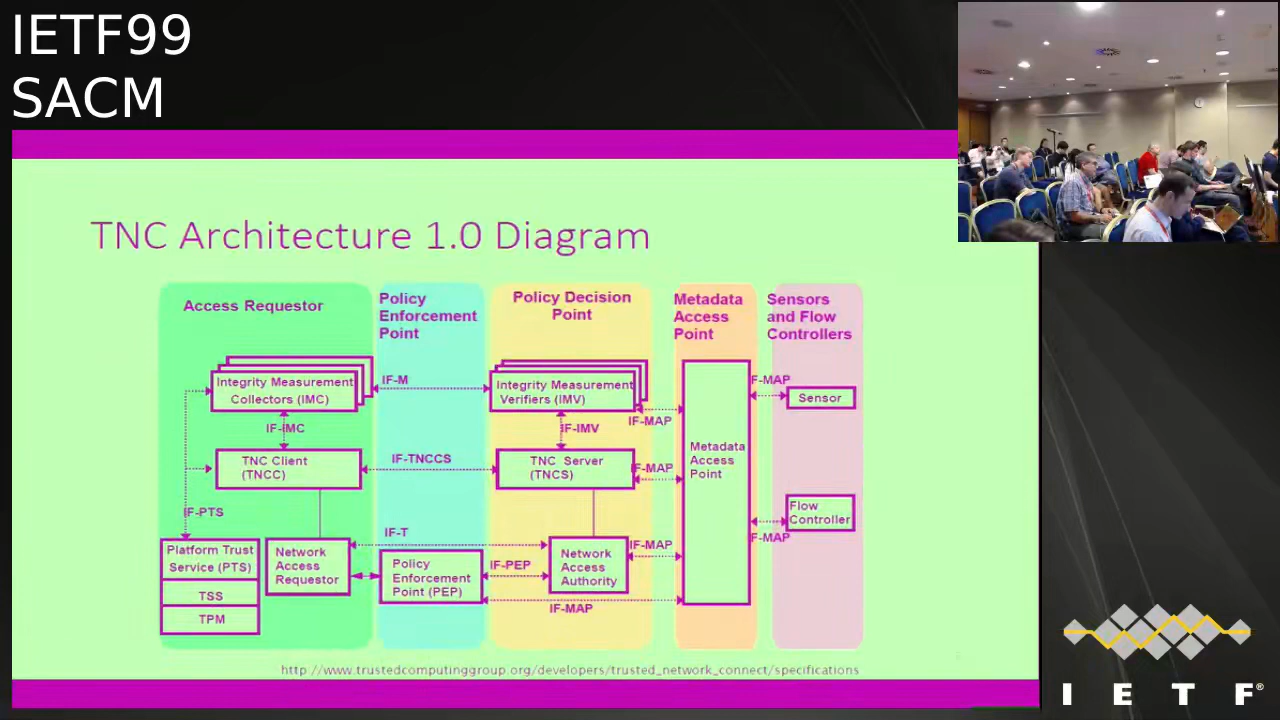 IETF99
SACM
TNC Architecture 1.0 Diagram
Access Requestor
Policy
Enforcement
Point
Policy Decision
Point
Metadata
Access
Point
Sensors
and Flow
Controllers
Integrity Measurement
Collectors (IMC)
IF-M
Integrity Measurement
Verifiers (IMV)
IF-MAP
F-MAP
Sensor
IF-IMC
IF-IMV
TNC Client
(TNCC)
IF-TNCCS
TNC Server
(TNCS)
IF-MAP
Metadata
Access
Point
IF-PTS
Flow
Controller
F-MAP
IF-T
Platform Trust
Service (PTS)
TSS
TPM
Network
Access
Requestor
Policy
Enforcement
Point (PEP)
IF-PEP
Network
Access
Authority
IF-MAP
IF-MAP
http://www.trustedcomputinggroup.org/developers/trusted_network_connect/specifications
I E T F®